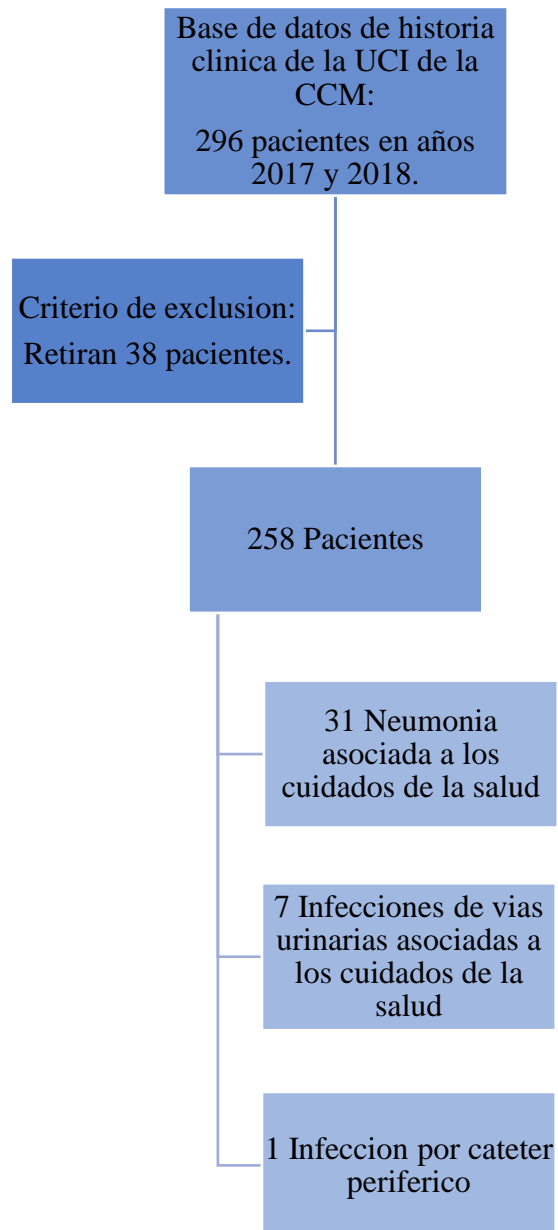 Base de datos de historia
clinica de la UCI de la
CCM:
296 pacientes en años
2017 y 2018.
Criterio de exclusion:
Retiran 38 pacientes.
258 Pacientes
31 Neumonia
asociada a los
cuidados de la salud
7 Infecciones de vias
urinarias asociadas a
los cuidados de la
salud
1 Infeccion por cateter
periferico